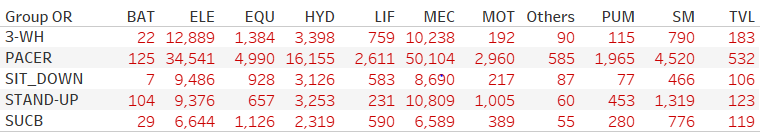 Group OR BAT ELE EQU HYD LIF MEC MOT Others PUM SM TVL
3-WH 22 12,889 1,384 3,398 759 10,238 192 90 115 790 183
PACER 125 34,541 4,990 16,155 2,611 50,104 2,960 585 1,965 4,520 532
SIT_DOWN 7 9,486 928 3,126 583 8,690 217 87 77 466 106
STAND-UP 104 9,376 657 3,253 231 10,809 1,005 60 453 1,319 123
SUCB 29 6,644 1,126 2,319 590 6,589 389 55 280 776 119